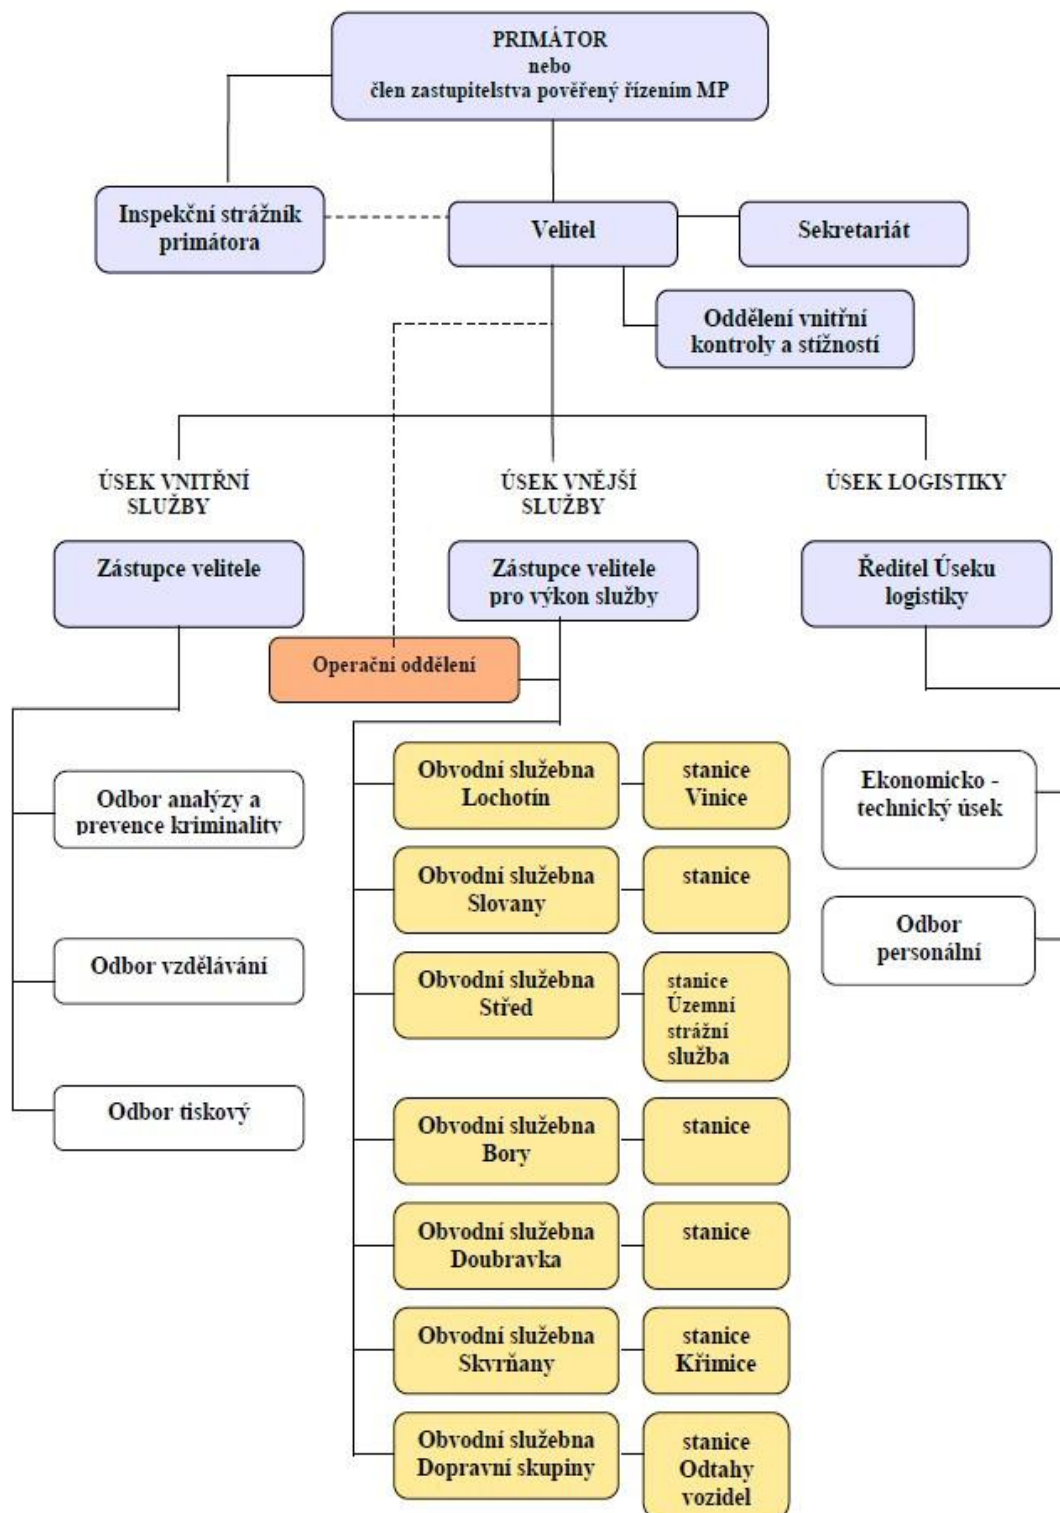 PRIMÁTOR
nebo
člen zastupitelstva pověřený řízením MP
Inspekční strážník
primátora
Velitel
Sekretariát
Oddělení vnitřní
kontroly a stížností
ÚSEK VNITŘNÍ
SLUŽBY
ÚSEK VNĚJŠÍ
SLUŽBY
ÚSEK LOGISTIKY
Zástupce velitele
Zástupce velitele
pro výkon služby
Ředitel Úseku
logistiky
Operační oddělení
Odbor analýzy a
prevence kriminality
Odbor vzdělávání
Odbor tiskový
Obvodní služebna
Lochotín
stanice
Vinice
Obvodní služebna
Slovany
stanice
Obvodní služebna
Střed
stanice
Územní
strážní
služba
Obvodní služebna
Bory
stanice
Obvodní služebna
Doubravka
stanice
Obvodní služebna
Skvrňany
stanice
Křimice
Obvodní služebna
Dopravní skupiny
stanice
Odtahy
vozidel
Ekonomicko -
technický úsek
Odbor
personální